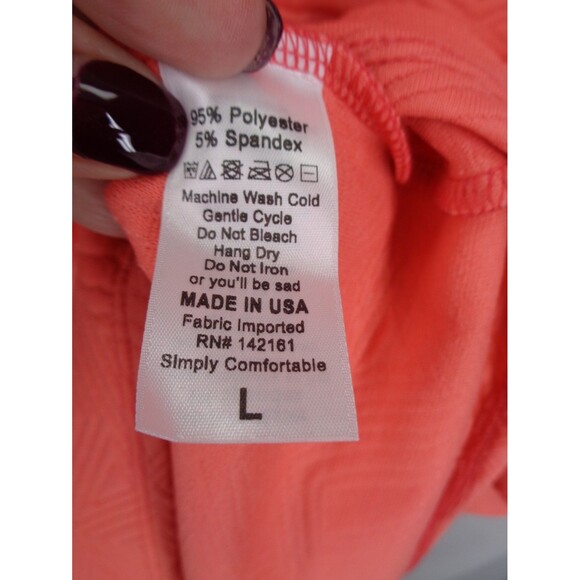 95% Polyester
5% Spandex
Machine Wash Cold
Gentle Cycle
Do Not Bleach
Hang Dry
Do Not Iron
or you'll be sad
MADE IN USA
Fabric Imported
RN# 142161
Simply Comfortable
L